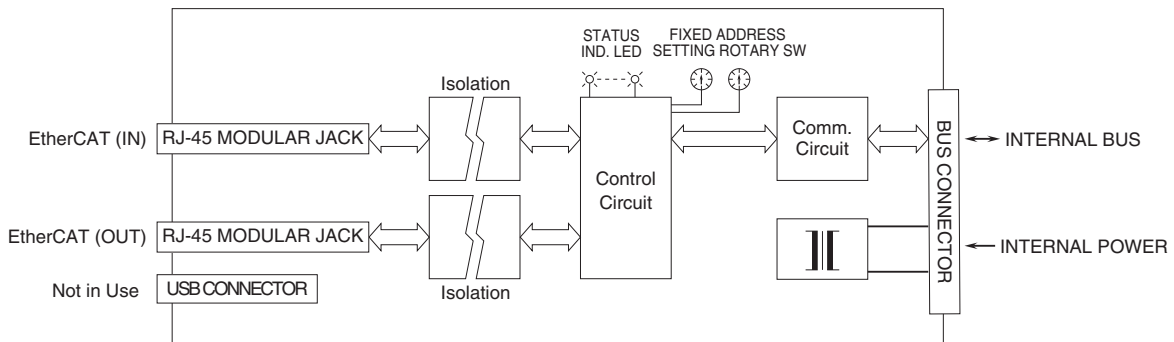 STATUS
IND. LED
FIXED ADDRESS
SETTING ROTARY SW
Isolation
EtherCAT (IN)
RJ-45 MODULAR JACK
Comm.
Circuit
BUS CONNECTOR
INTERNAL BUS
Control
Circuit
EtherCAT (OUT)
RJ-45 MODULAR JACK
INTERNAL POWER
Not in Use
USB CONNECTOR
Isolation